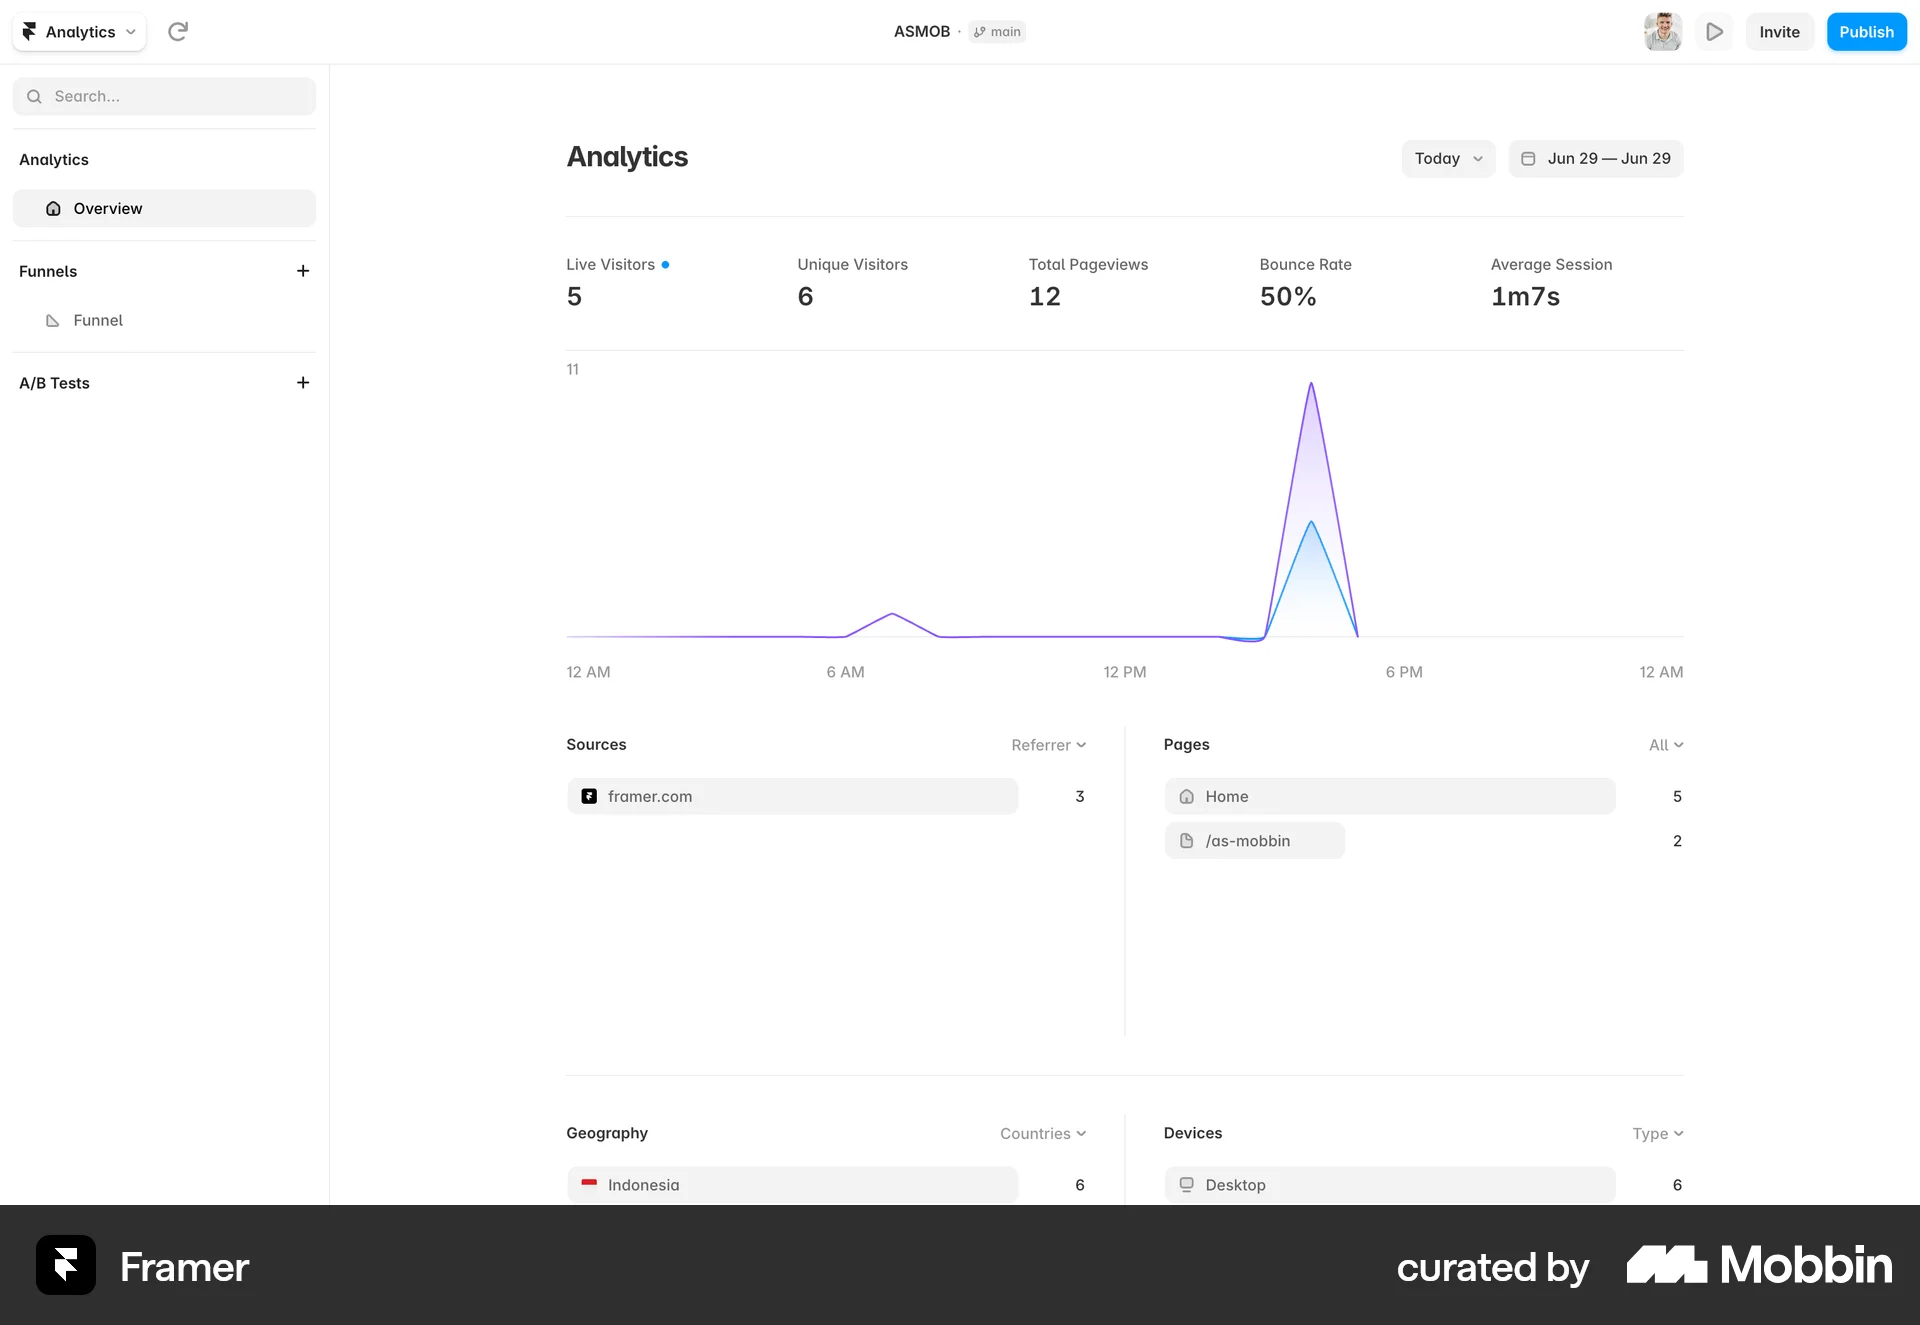 Analytics
ASMOB · main
Invite
Publish
Search...
Analytics
Overview
Funnels
Funnel
A/B Tests
Analytics
Today
Jun 29 — Jun 29
Live Visitors
5
Unique Visitors
6
Total Pageviews
12
Bounce Rate
50%
Average Session
1m7s
11
12 AM
6 AM
12 PM
6 PM
12 AM
Sources
Referrer
framer.com
3
Pages
All
Home
5
/as-mobbin
2
Geography
Countries
Indonesia
6
Devices
Type
Desktop
6
Framer
curated by
Mobbin